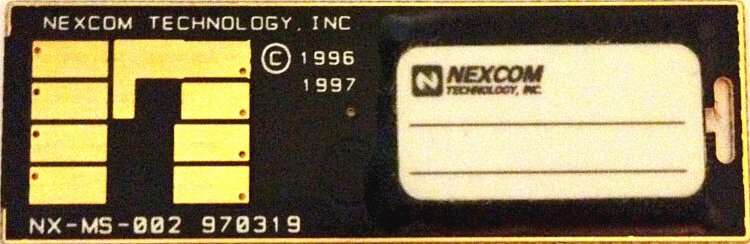 NEXCOM TECHNOLOGY, INC
© 1996
1997
NEXCOM
TECHNOLOGY, INC.
NX-MS-002 970319